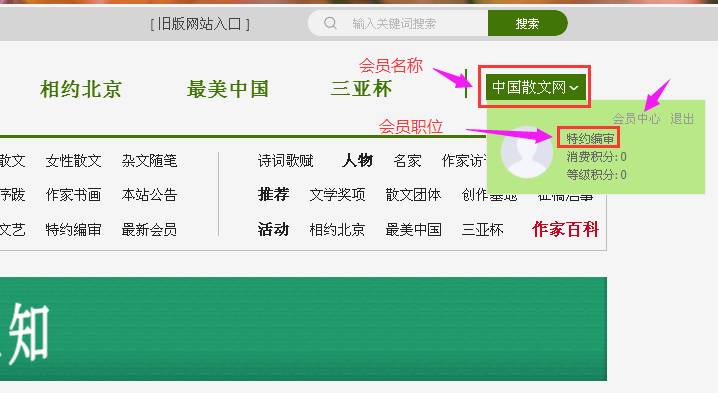 [ 旧版网站入口 ] 输入关键词搜索 搜索
会员名称
相约北京 最美中国 三亚杯 中国散文网
会员中心 退出
会员职位
特约编审
散文 女性散文 杂文随笔 诗词歌赋 人物 名家 作家访 消费积分: 0
等级积分: 0
序跋 作家书画 本站公告 推荐 文学奖项 散文团体 创作基地 征稿启事
文艺 特约编审 最新会员 活动 相约北京 最美中国 三亚杯 作家百科
知